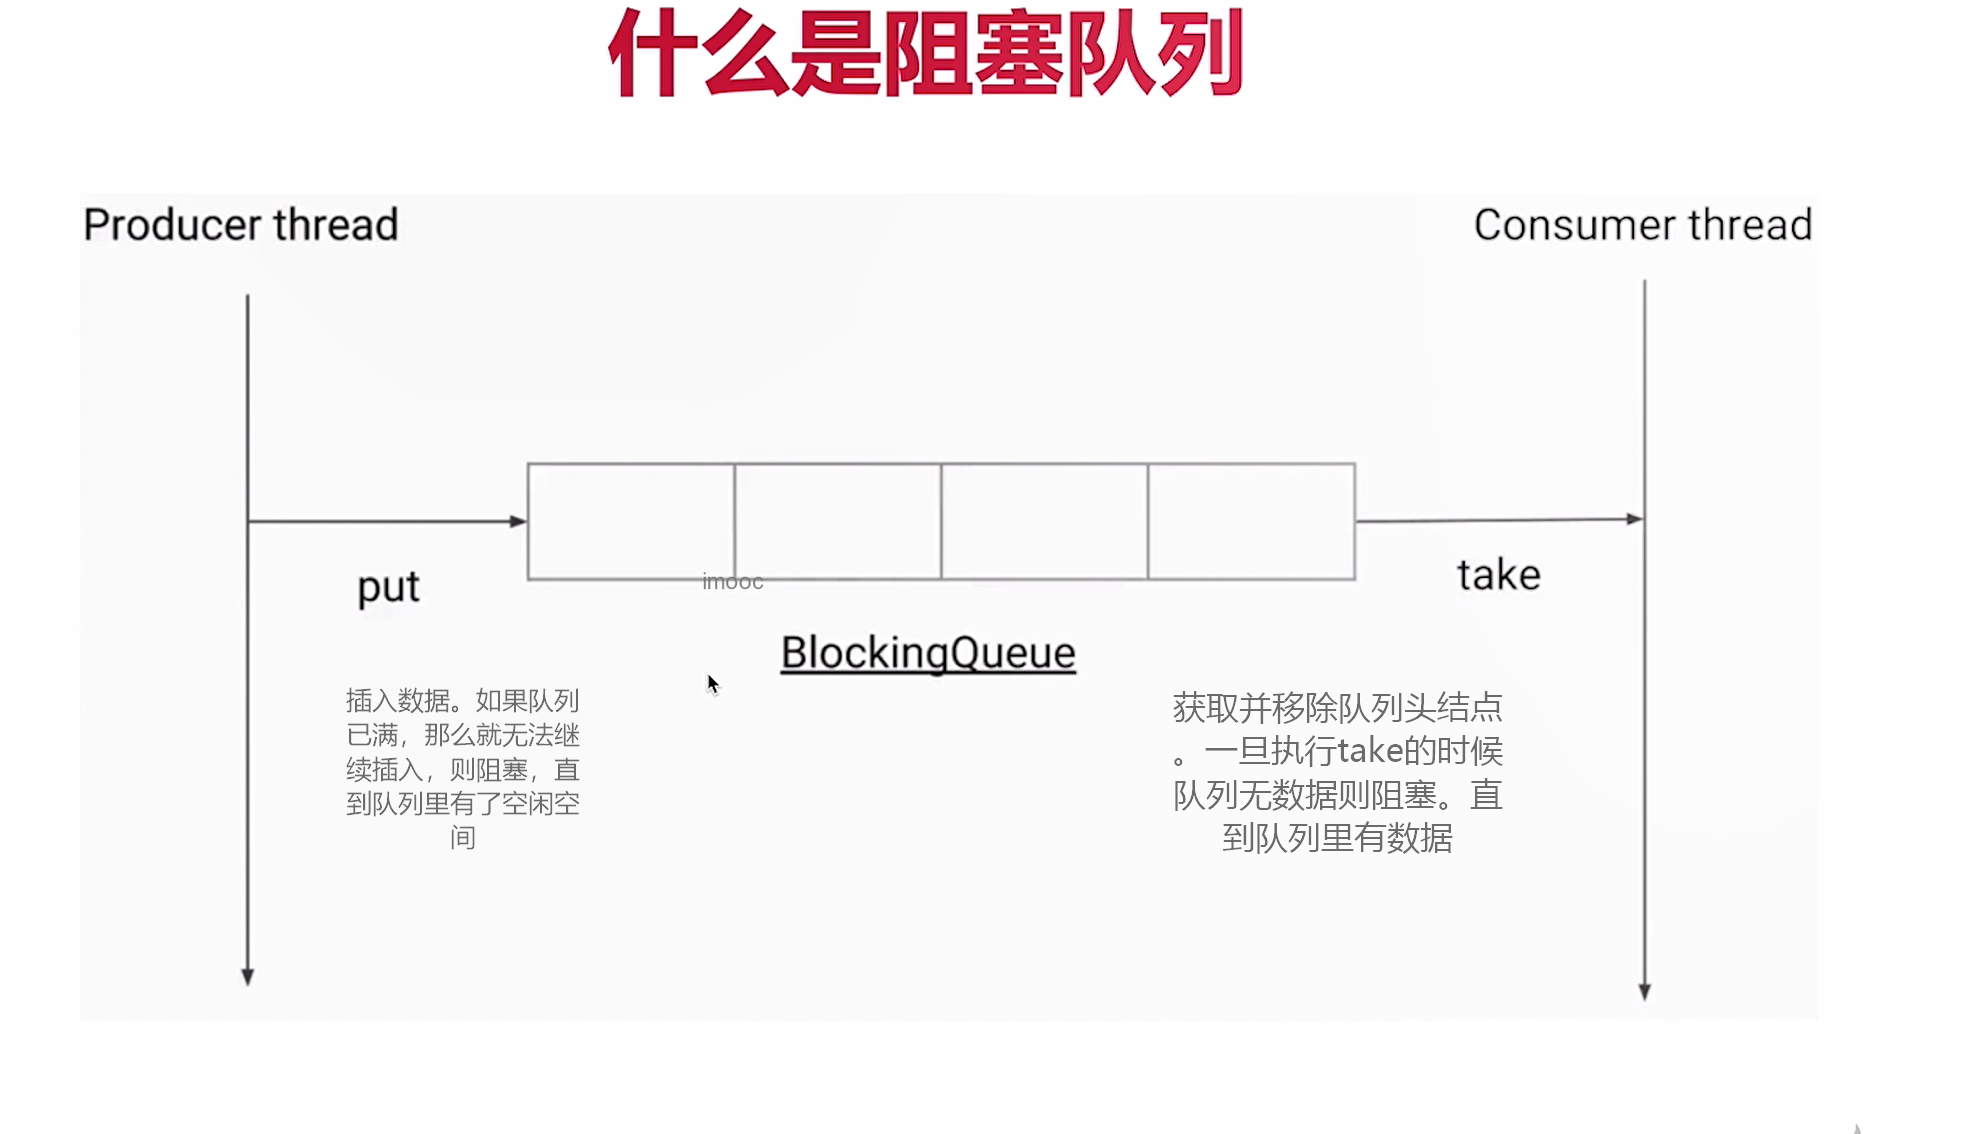 什么是阻塞队列
Producer thread
Consumer thread
put
imooc
take
BlockingQueue
插入数据。如果队列
已满，那么就无法继
续插入，则阻塞，直
到队列里有了空闲空
间
获取并移除队列头结点
。一旦执行take的时候
队列无数据则阻塞。直
到队列里有数据